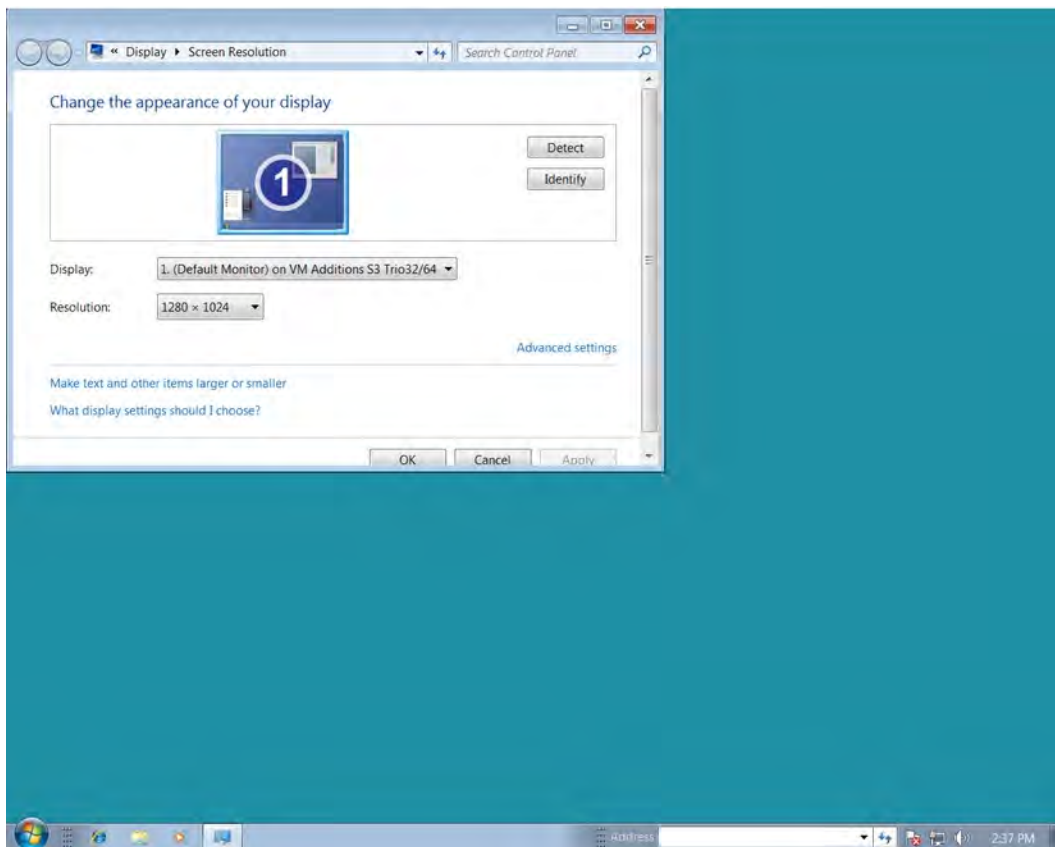 « Display ▸ Screen Resolution
Search Control Panel
Change the appearance of your display
1
Detect
Identify
Display:
1. (Default Monitor) on VM Additions S3 Trio32/64
Resolution:
1280 × 1024
Advanced settings
Make text and other items larger or smaller
What display settings should I choose?
OK Cancel Apply
Address
2:37 PM